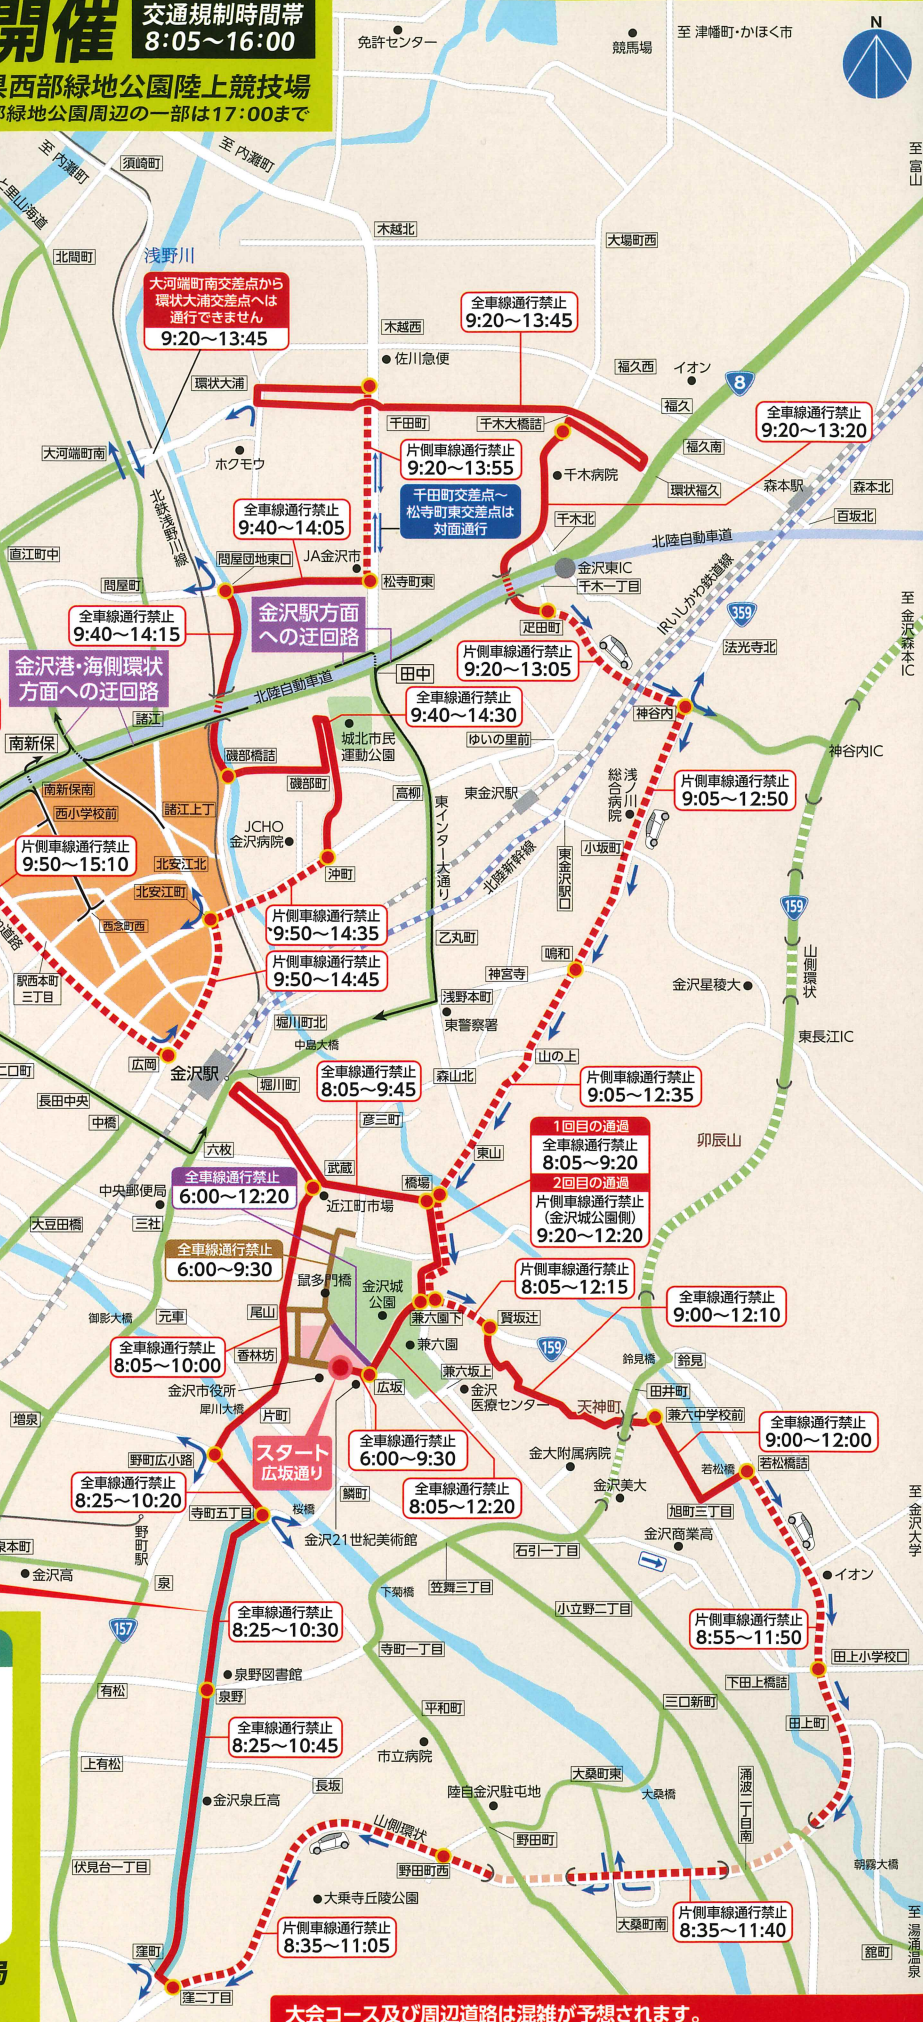 開催
交通規制時間帯
8:05～16:00
県西部緑地公園陸上競技場
部緑地公園周辺の一部は17:00まで
免許センター
競馬場
至 津幡町・かほく市
N
至 富山
至 内灘町
須崎町
至 内灘町
と里山海道
北間町
浅野川
木越北
大場町西
大河端町南交差点から
環状大浦交差点へは
通行できません
9:20～13:45
全車線通行禁止
9:20～13:45
木越西
佐川急便
環状大浦
福久西
イオン
8
福久
千田町
千木大橋詰
全車線通行禁止
9:20～13:20
大河端町南
ホクモウ
片側車線通行禁止
9:20～13:55
福久南
千木病院
環状福久
森本駅
森本北
北鉄浅野川線
全車線通行禁止
9:40～14:05
千田町交差点～
松寺町東交差点は
対面通行
千木北
百坂北
北陸自動車道
直江町中
問屋団地東口
JA金沢市
金沢東IC
問屋町
松寺町東
千木一丁目
IRいしかわ鉄道線
至 金沢森本IC
全車線通行禁止
9:40～14:15
金沢駅方面
への迂回路
疋田町
359
法光寺北
片側車線通行禁止
9:20～13:05
金沢港・海側環状
方面への迂回路
田中
北陸自動車道
全車線通行禁止
9:40～14:30
神谷内
諸江
南新保
城北市民
運動公園
ゆいの里前
神谷内IC
磯部橋詰
磯部町
南新保南
高柳
東金沢駅
浅ノ川
総合病院
片側車線通行禁止
9:05～12:50
西小学校前
諸江上丁
JCHO
金沢病院
東インター大通り
小坂町
片側車線通行禁止
9:50～15:10
北安江北
沖町
北陸新幹線
東金沢駅口
北安江町
159
西念町西
片側車線通行禁止
9:50～14:35
乙丸町
鳴和
山側環状
片側車線通行禁止
9:50～14:45
神宮寺
金沢星稜大
駅西本町
三丁目
浅野本町
東警察署
堀川町北
中島大橋
東長江IC
広岡
金沢駅
山の上
二口町
堀川町
全車線通行禁止
8:05～9:45
森山北
片側車線通行禁止
9:05～12:35
長田中央
中橋
彦三町
1回目の通過
全車線通行禁止
8:05～9:20
2回目の通過
片側車線通行禁止
(金沢城公園側)
9:20～12:20
卯辰山
六枚
武蔵
東山
全車線通行禁止
6:00～12:20
橋場
中央郵便局
近江町市場
大豆田橋
三社
全車線通行禁止
6:00～9:30
鼠多門橋
金沢城
公園
片側車線通行禁止
8:05～12:15
全車線通行禁止
9:00～12:10
御影大橋
元車
尾山
兼六園下
賢坂辻
兼六園
159
全車線通行禁止
8:05～10:00
香林坊
鈴見橋
鈴見
金沢市役所
広坂
兼六坂上
金沢
医療センター
田井町
犀川大橋
片町
天神町
兼六中学校前
増泉
スタート
広坂通り
全車線通行禁止
6:00～9:30
全車線通行禁止
9:00～12:00
野町広小路
金大附属病院
若松橋
若松橋詰
全車線通行禁止
8:25～10:20
鱗町
全車線通行禁止
8:05～12:20
金沢美大
旭町三丁目
至 金沢大学
寺町五丁目
桜橋
金沢21世紀美術館
金沢商業高
野町駅
石引一丁目
泉本町
金沢高
泉
下菊橋
笠舞三丁目
イオン
小立野二丁目
157
全車線通行禁止
8:25～10:30
片側車線通行禁止
8:55～11:50
寺町一丁目
田上小学校口
泉野図書館
下田上橋詰
有松
泉野
平和町
三口新町
田上町
全車線通行禁止
8:25～10:45
市立病院
上有松
長坂
大桑町東
涌波二丁目南
金沢泉丘高
陸自金沢駐屯地
大桑橋
山側環状
野田町
伏見台一丁目
野田町西
朝霧大橋
大乗寺丘陵公園
片側車線通行禁止
8:35～11:40
大桑町南
片側車線通行禁止
8:35～11:05
至 湯涌温泉
舘町
窪町
窪二丁目
局
大会コース及び周辺道路は混雑が予想されます。